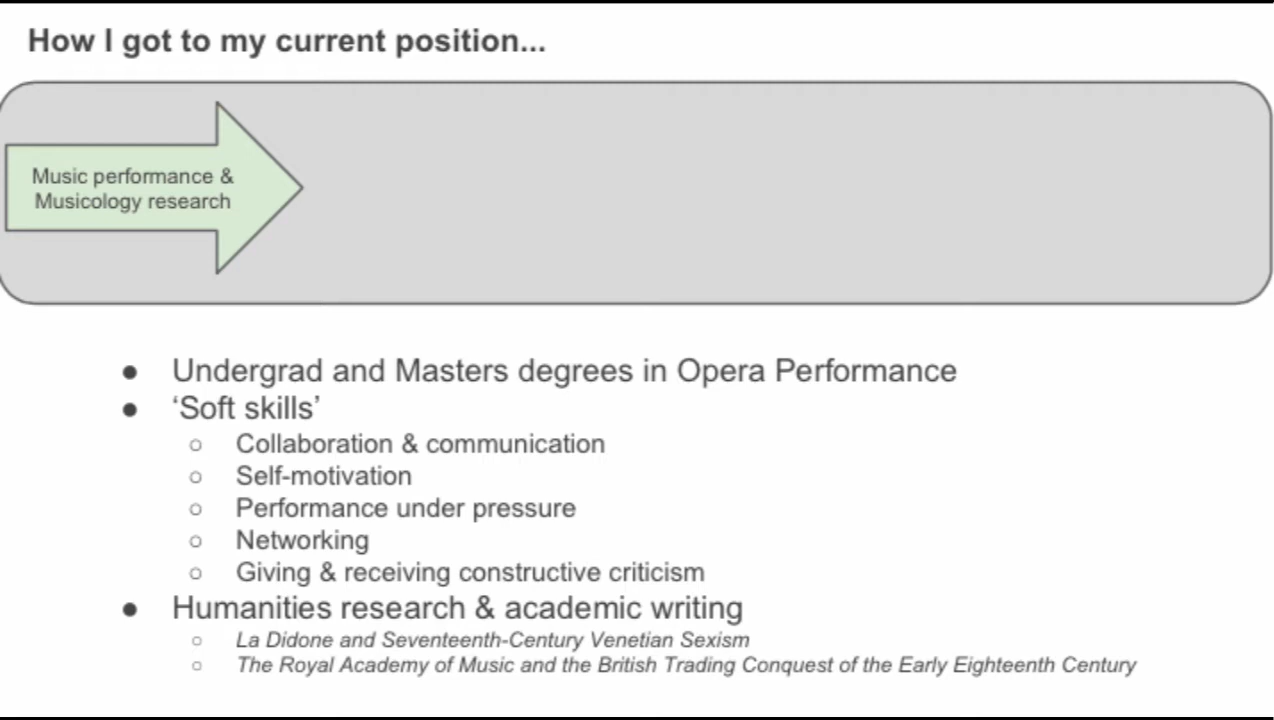 How I got to my current position...
Music performance &
Musicology research
● Undergrad and Masters degrees in Opera Performance
● ‘Soft skills’
○ Collaboration & communication
○ Self-motivation
○ Performance under pressure
○ Networking
○ Giving & receiving constructive criticism
● Humanities research & academic writing
○ La Didone and Seventeenth-Century Venetian Sexism
○ The Royal Academy of Music and the British Trading Conquest of the Early Eighteenth Century